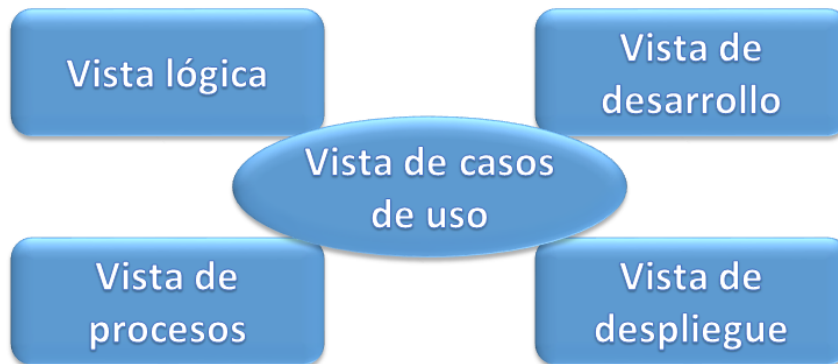 Vista lógica
Vista de
desarrollo
Vista de casos
de uso
Vista de
procesos
Vista de
despliegue